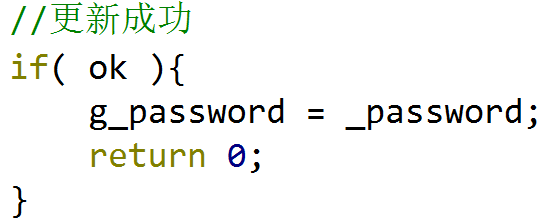 //更新成功
if( ok ){
    g_password = _password;
    return 0;
}